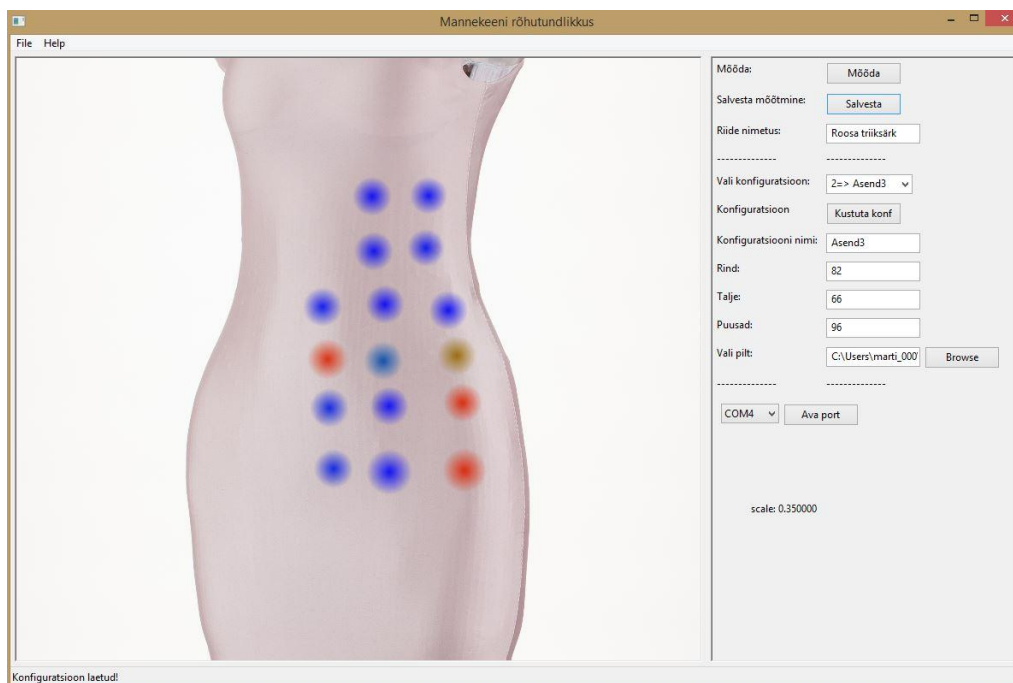 Mannekeeni rõhutundlikkus
File Help
Mõõda: Mõõda
Salvesta mõõtmine: Salvesta
Riide nimetus: Roosa triiksärk
-------------- --------------
Vali konfiguratsioon: 2=> Asend3
Konfiguratsioon Kustuta konf
Konfiguratsiooni nimi: Asend3
Rind: 82
Talje: 66
Puusad: 96
Vali pilt: C:\Users\marti_000\ Browse
-------------- --------------
COM4 Ava port
scale: 0.350000
Konfiguratsioon laetud!